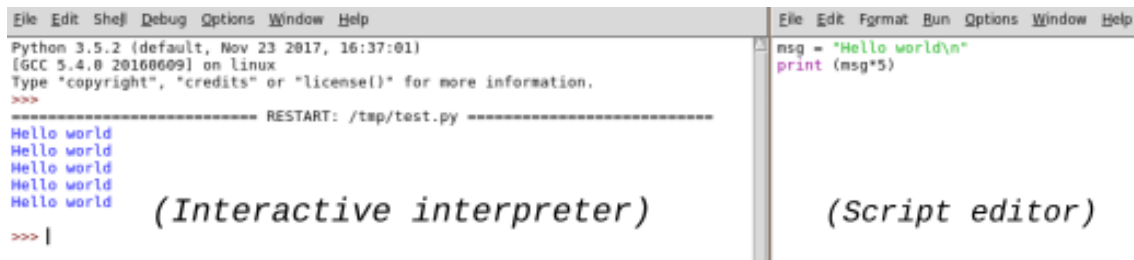 File Edit Shell Debug Options Window Help
Python 3.5.2 (default, Nov 23 2017, 16:37:01)
[GCC 5.4.0 20160609] on linux
Type "copyright", "credits" or "license()" for more information.
>>>
=========================== RESTART: /tmp/test.py ===========================
Hello world
Hello world
Hello world
Hello world
Hello world
(Interactive interpreter)
>>>
File Edit Format Run Options Window Help
msg = "Hello world\n"
print (msg*5)
(Script editor)